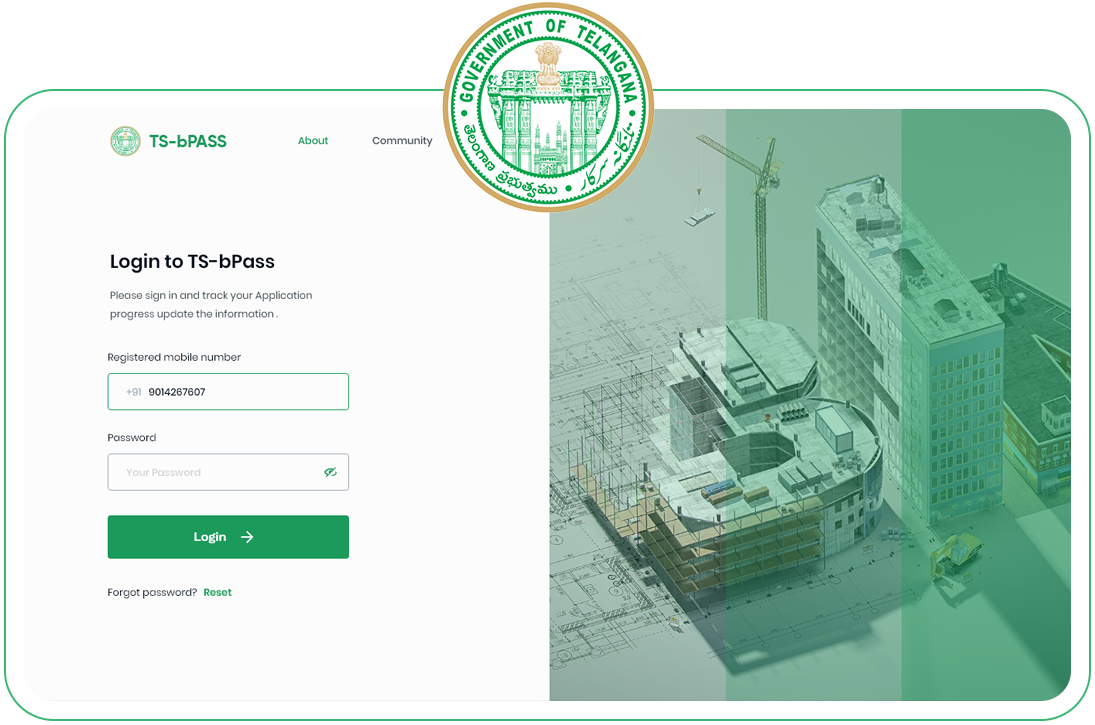 GOVERNMENT OF TELANGANA
తెలంగాణ ప్రభుత్వము
تلنگانہ سرکار
TS-bPASS
About
Community
Login to TS-bPass
Please sign in and track your Application
progress update the information .
Registered mobile number
+91 9014267607
Password
Your Password
Login
Forgot password? Reset